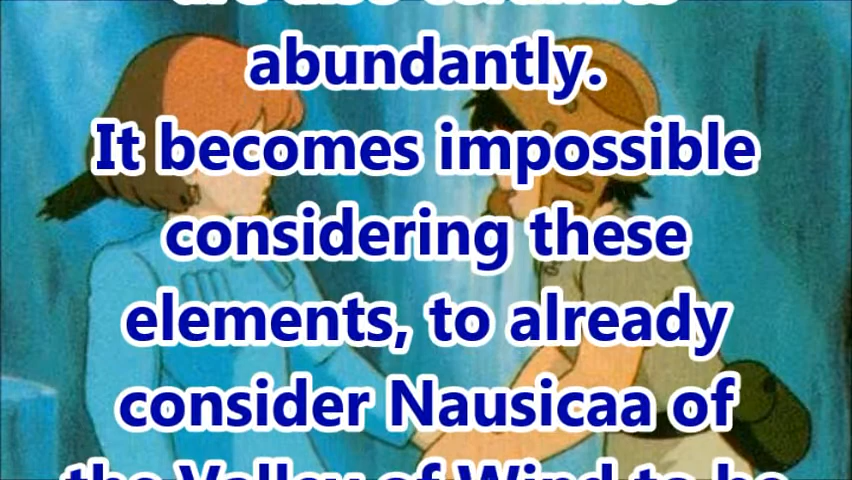 abundantly.
It becomes impossible
considering these
elements, to already
consider Nausicaa of
the Valley of Wind to be